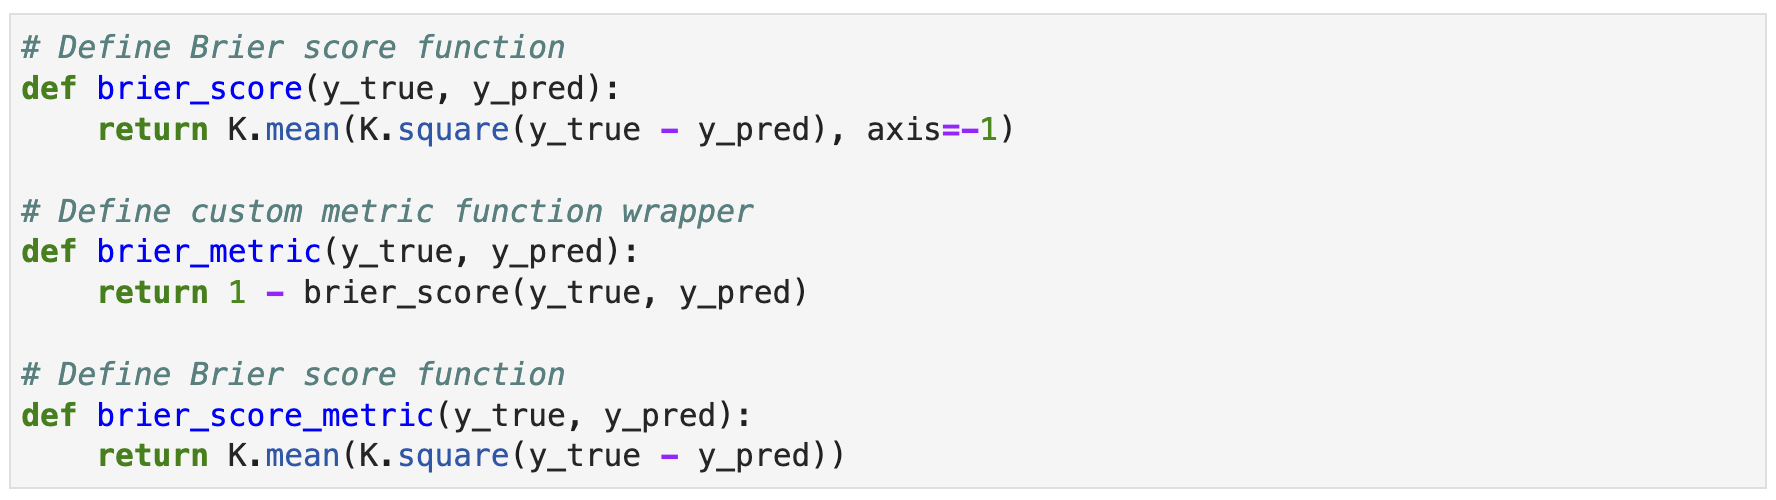 # Define Brier score function
def brier_score(y_true, y_pred):
    return K.mean(K.square(y_true - y_pred), axis=-1)

# Define custom metric function wrapper
def brier_metric(y_true, y_pred):
    return 1 - brier_score(y_true, y_pred)

# Define Brier score function
def brier_score_metric(y_true, y_pred):
    return K.mean(K.square(y_true - y_pred))